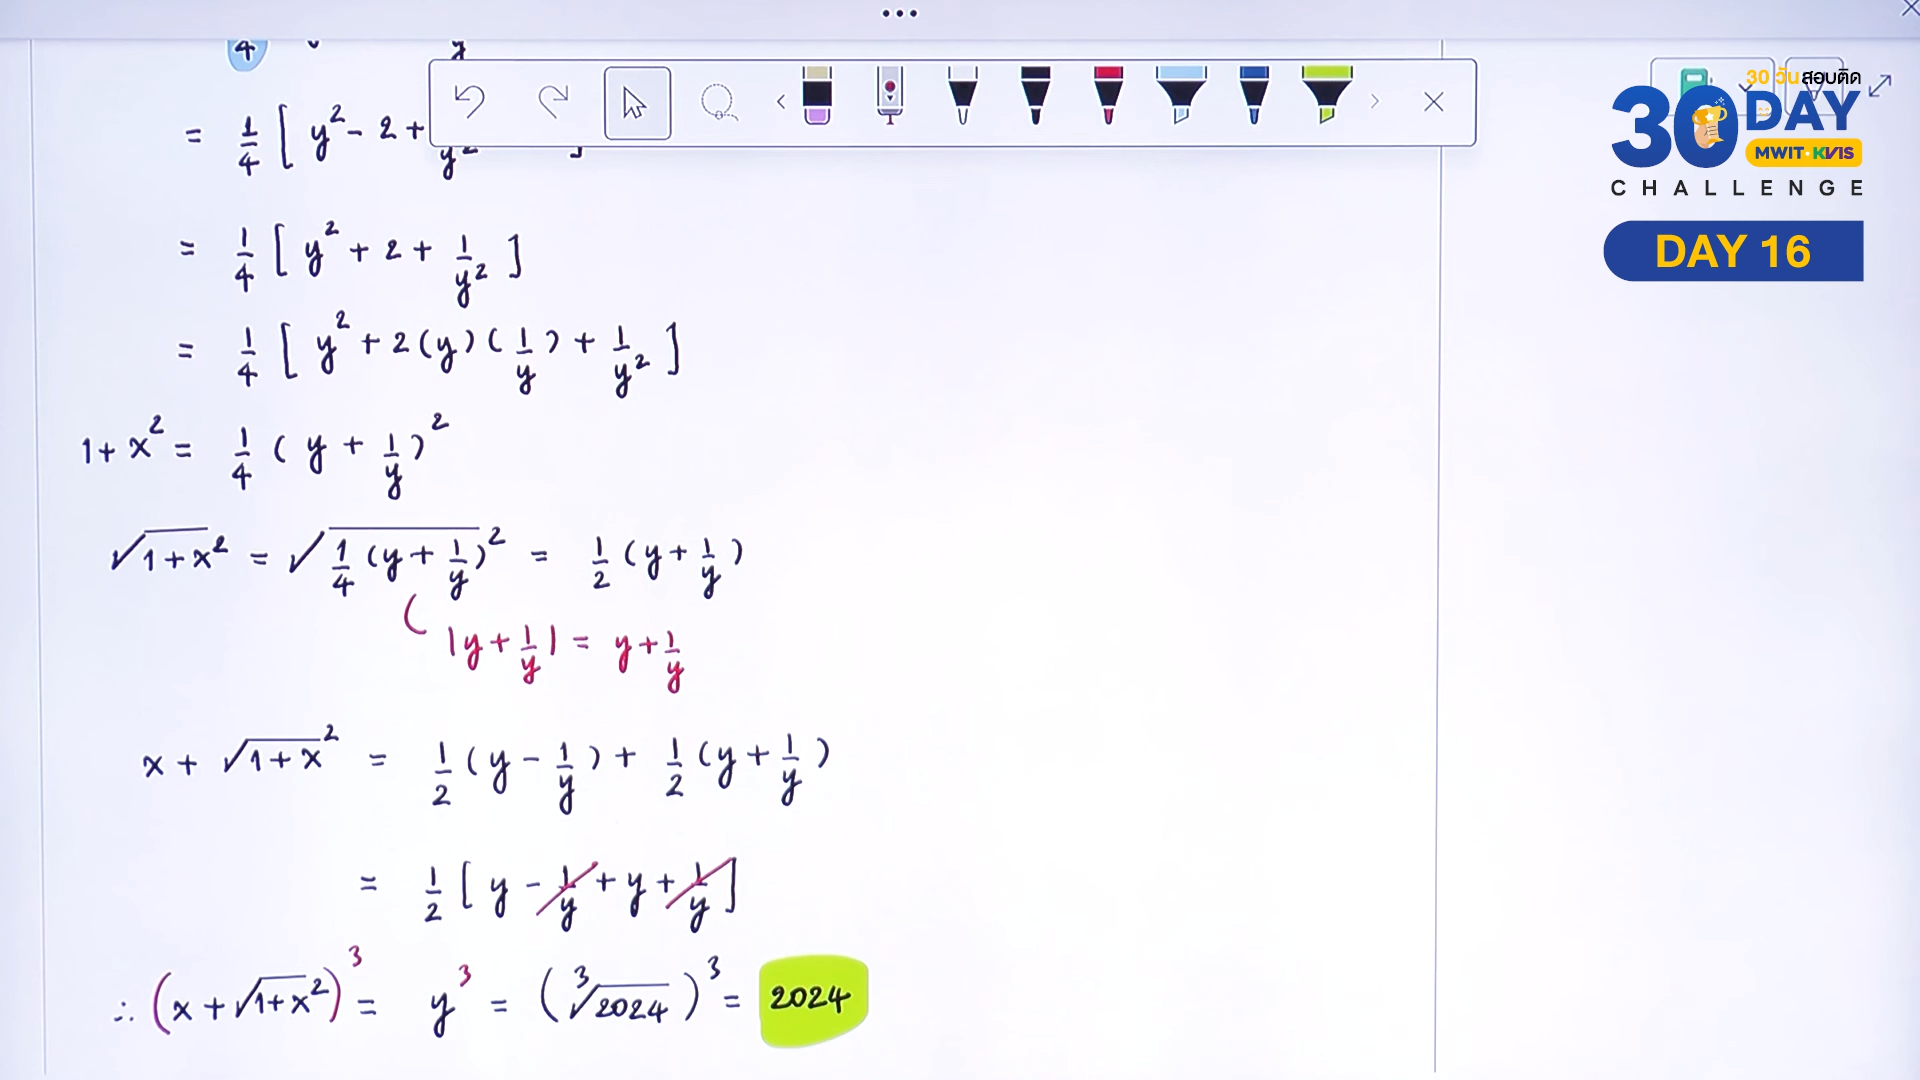 30 วันสอบติด
30 DAY
MWIT·KVIS
CHALLENGE
DAY 16
4 y
= 1/4 [ y² - 2 + y² ]
= 1/4 [ y² + 2 + 1/y² ]
= 1/4 [ y² + 2(y)(1/y) + 1/y² ]
1 + x² = 1/4 ( y + 1/y )²
√1+x² = √1/4 (y + 1/y)² = 1/2 ( y + 1/y )
( |y + 1/y| = y + 1/y
x + √1+x² = 1/2 ( y - 1/y ) + 1/2 ( y + 1/y )
= 1/2 [ y - 1/y + y + 1/y ]
∴ (x + √1+x²)³ = y³ = ( ³√2024 )³ = 2024